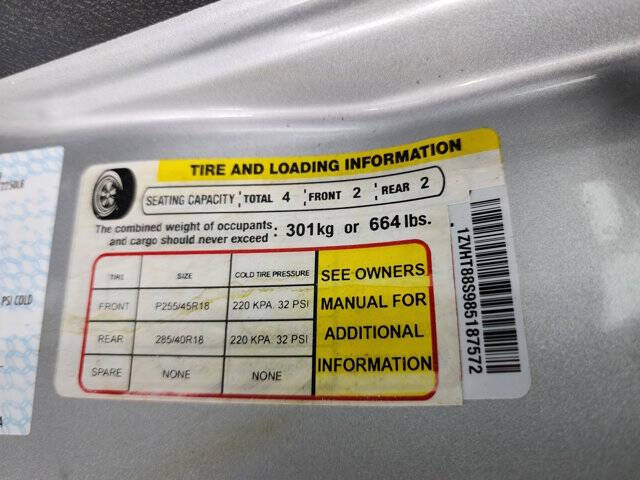 TIRE AND LOADING INFORMATION
SEATING CAPACITY TOTAL 4 FRONT 2 REAR 2
The combined weight of occupants and cargo should never exceed : 301kg or 664 lbs.
TIRE SIZE COLD TIRE PRESSURE
FRONT P255/45R18 220 KPA. 32 PSI
REAR 285/40R18 220 KPA. 32 PSI
SPARE NONE NONE
SEE OWNERS
MANUAL FOR
ADDITIONAL
INFORMATION
1ZVHT88S985187572
PSI COLD